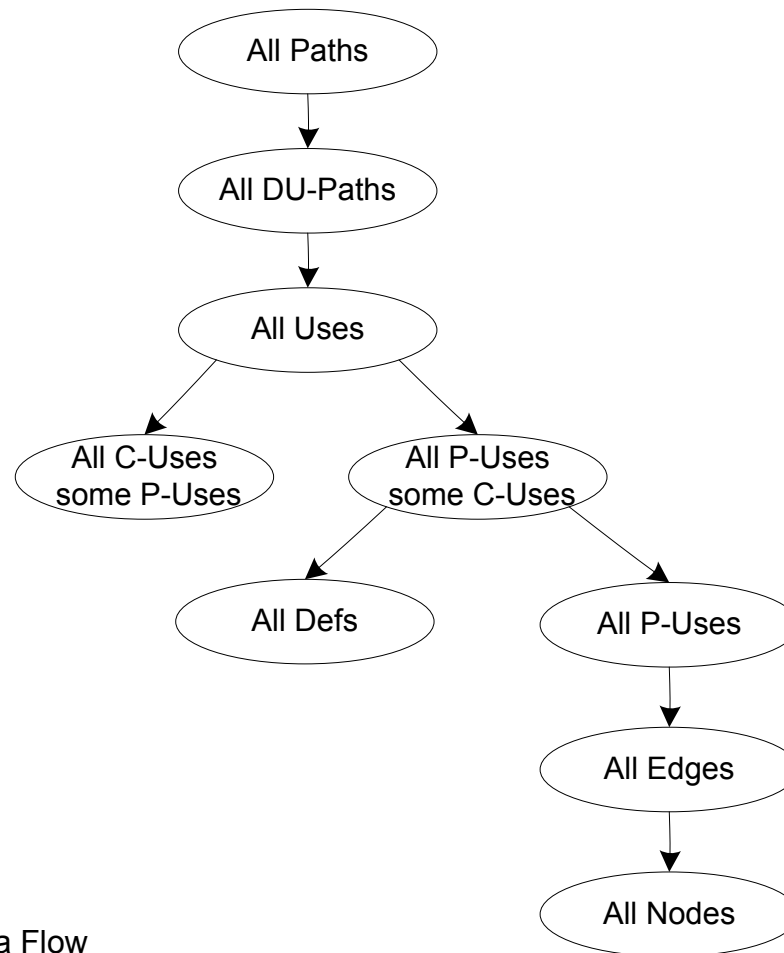 All Paths
All DU-Paths
All Uses
All C-Uses
some P-Uses
All P-Uses
some C-Uses
All Defs
All P-Uses
All Edges
All Nodes
a Flow